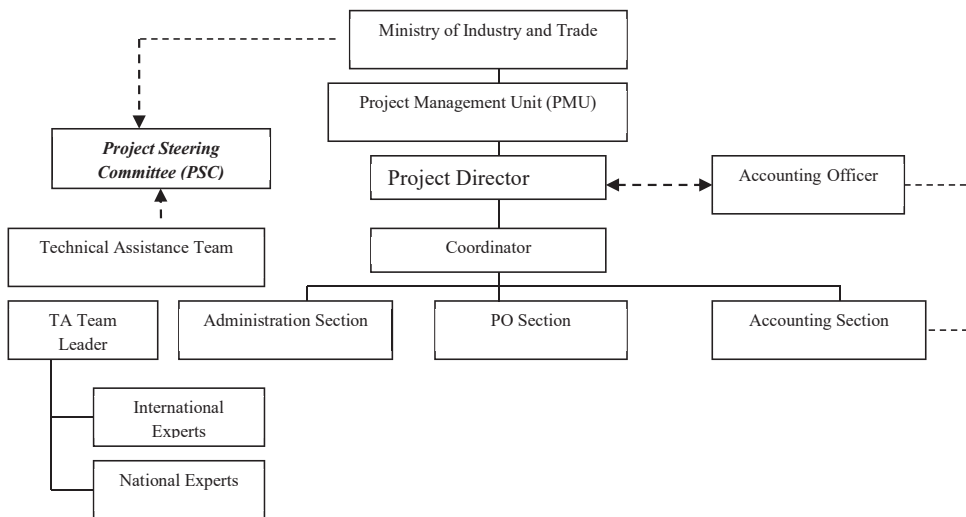 Ministry of Industry and Trade
Project Management Unit (PMU)
Project Steering
Committee (PSC)
Project Director
Accounting Officer
Technical Assistance Team
Coordinator
TA Team
Leader
Administration Section
PO Section
Accounting Section
International
Experts
National Experts